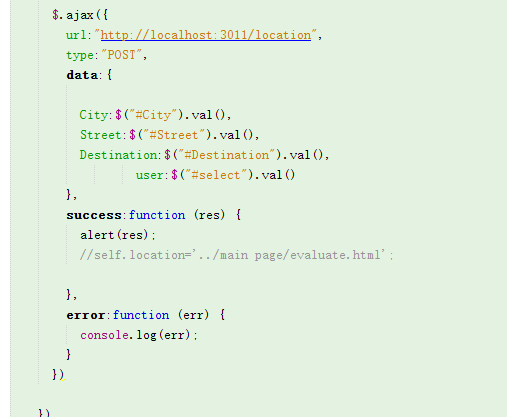 $.ajax({
url:"http://localhost:3011/location",
type:"POST",
data:{
City:$("#City").val(),
Street:$("#Street").val(),
Destination:$("#Destination").val(),
user:$("#select").val()
},
success:function (res) {
alert(res);
//self.location='../main page/evaluate.html';
},
error:function (err) {
console.log(err);
}
})
})